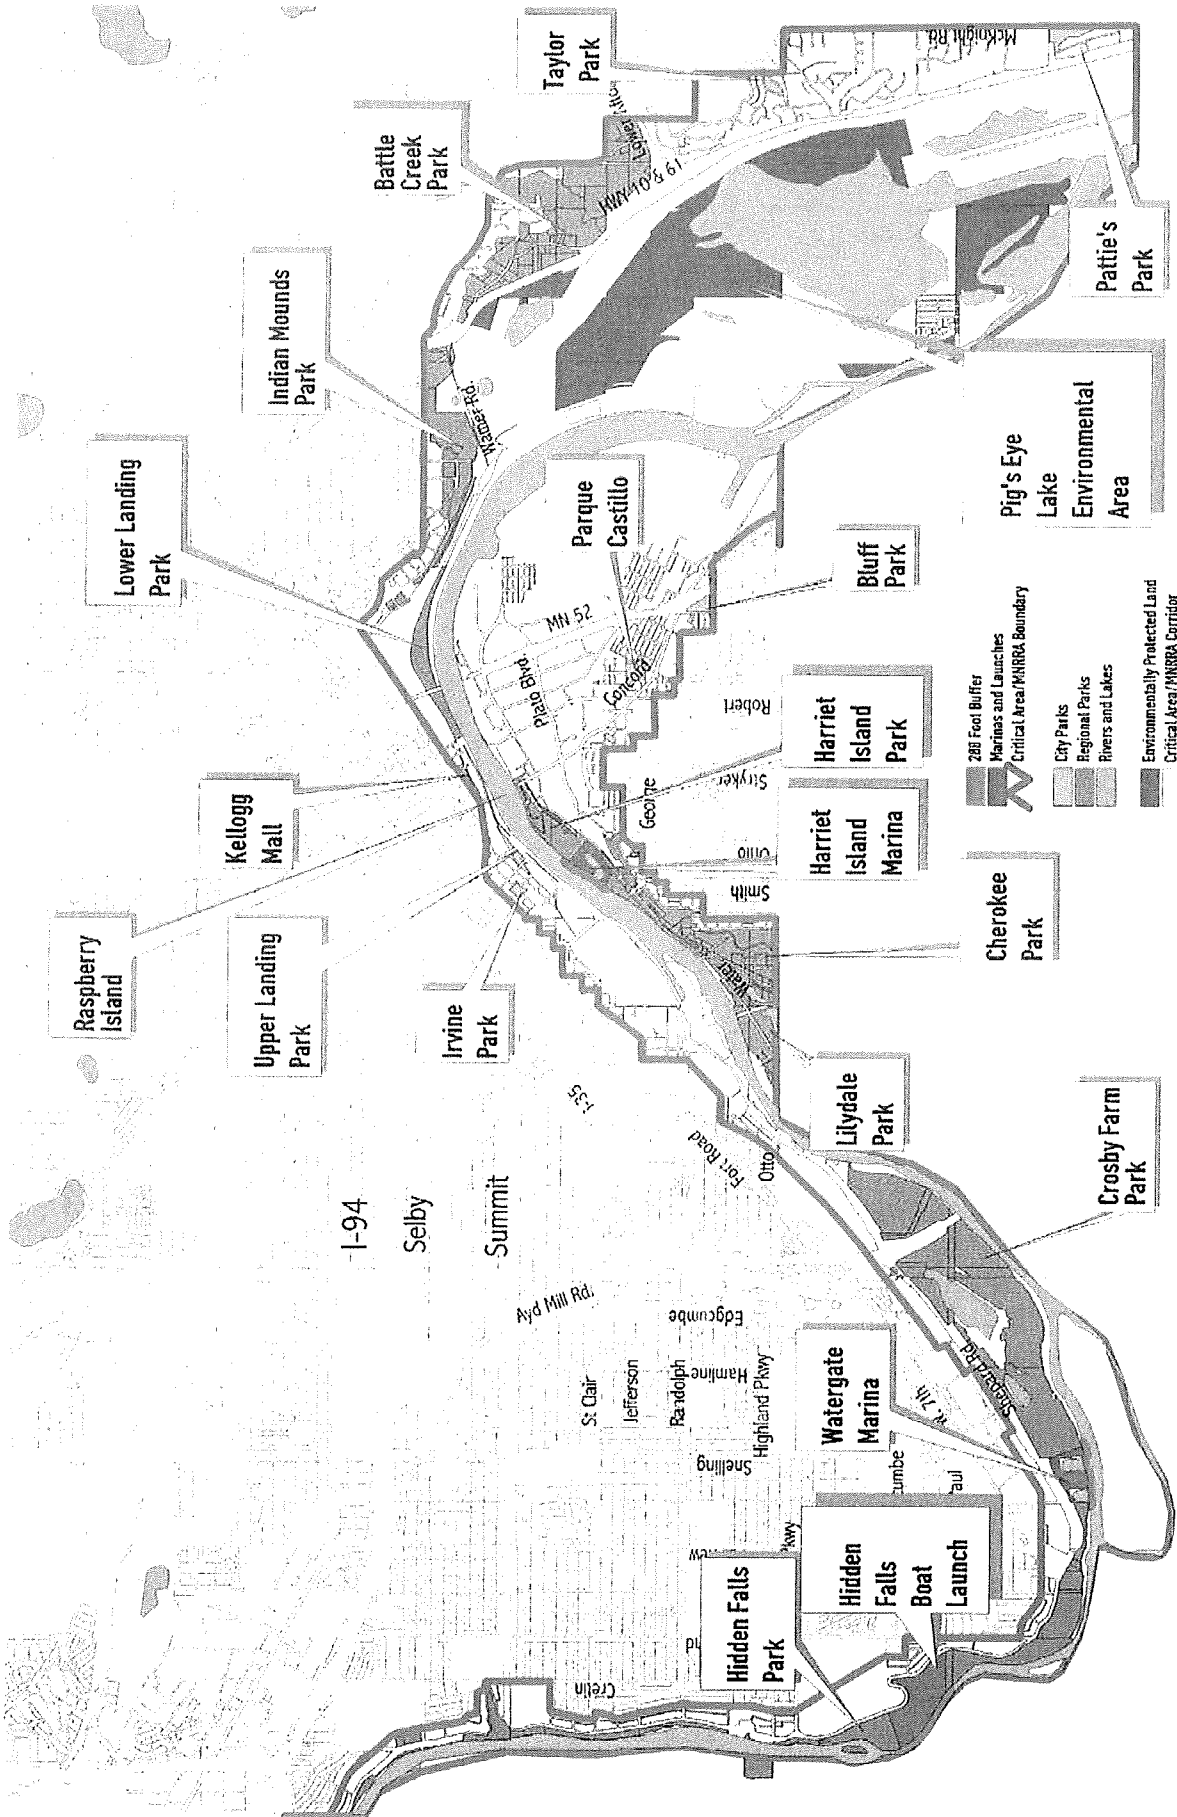 Taylor
Park
Battle
Creek
Park
Indian Mounds
Park
Lower Landing
Park
Kellogg
Mall
Raspberry
Island
Upper Landing
Park
Irvine
Park
McKnight Rd.
HWY 10 & 61
Warner Rd.
Pattie's
Park
Pig's Eye
Lake
Environmental
Area
Parque
Castillo
Bluff
Park
MN 52
Plato Blvd.
Concord
Robert
Stryker
George
Smith
Harriet
Island
Park
Harriet
Island
Marina
Cherokee
Park
Water
Lilydale
Park
Crosby Farm
Park
I-35
Fort Road
Otto
I-94
Selby
Summit
Ayd Mill Rd.
Edgcumbe
St Clair
Jefferson
Randolph
Hamline
Highland Pkwy
Snelling
Watergate
Marina
W. 7th
Shepard Rd.
cumbe
aul
Pkwy
Hidden
Falls
Boat
Launch
Hidden Falls
Park
Cretin
Marinas and Launches
Critical Area/MNRRA Boundary
City Parks
Regional Parks
Rivers and Lakes
Environmentally Protected Land
Critical Area/MNRRA Corridor